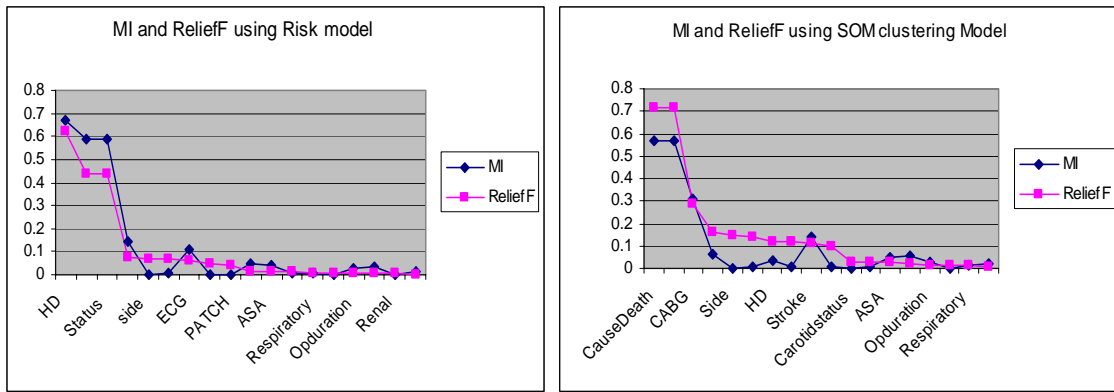 MI and ReliefF using Risk model
0.8
0.7
0.6
0.5
0.4
0.3
0.2
0.1
0
HD
Status
side
ECG
PATCH
ASA
Respiratory
Opduration
Renal
MI
ReliefF
MI and ReliefF using SOM clustering Model
0.8
0.7
0.6
0.5
0.4
0.3
0.2
0.1
0
CauseDeath
CABG
Side
HD
Stroke
Carotidstatus
ASA
Opduration
Respiratory
MI
ReliefF